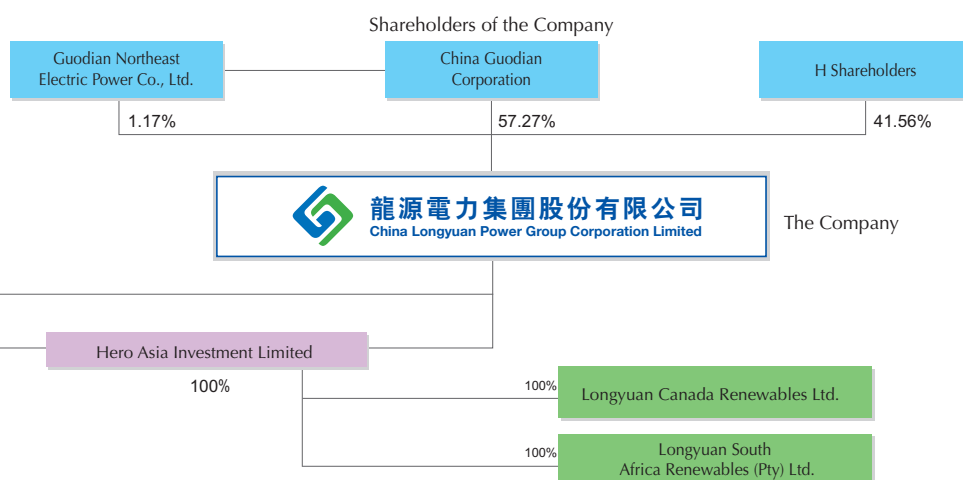 Shareholders of the Company
Guodian Northeast
Electric Power Co., Ltd.
China Guodian
Corporation
H Shareholders
1.17%
57.27%
41.56%
龍源電力集團股份有限公司
China Longyuan Power Group Corporation Limited
The Company
Hero Asia Investment Limited
100%
100%
Longyuan Canada Renewables Ltd.
100%
Longyuan South
Africa Renewables (Pty) Ltd.